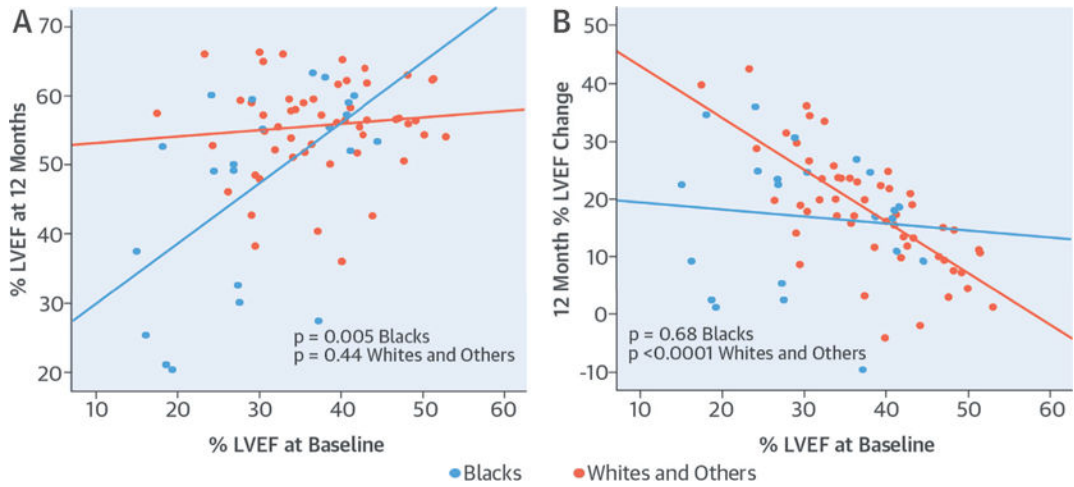 A
% LVEF at 12 Months
70
60
50
40
30
20
p = 0.005 Blacks
p = 0.44 Whites and Others
10 20 30 40 50 60
% LVEF at Baseline
B
12 Month % LVEF Change
50
40
30
20
10
0
-10
p = 0.68 Blacks
p <0.0001 Whites and Others
10 20 30 40 50 60
% LVEF at Baseline
Blacks Whites and Others